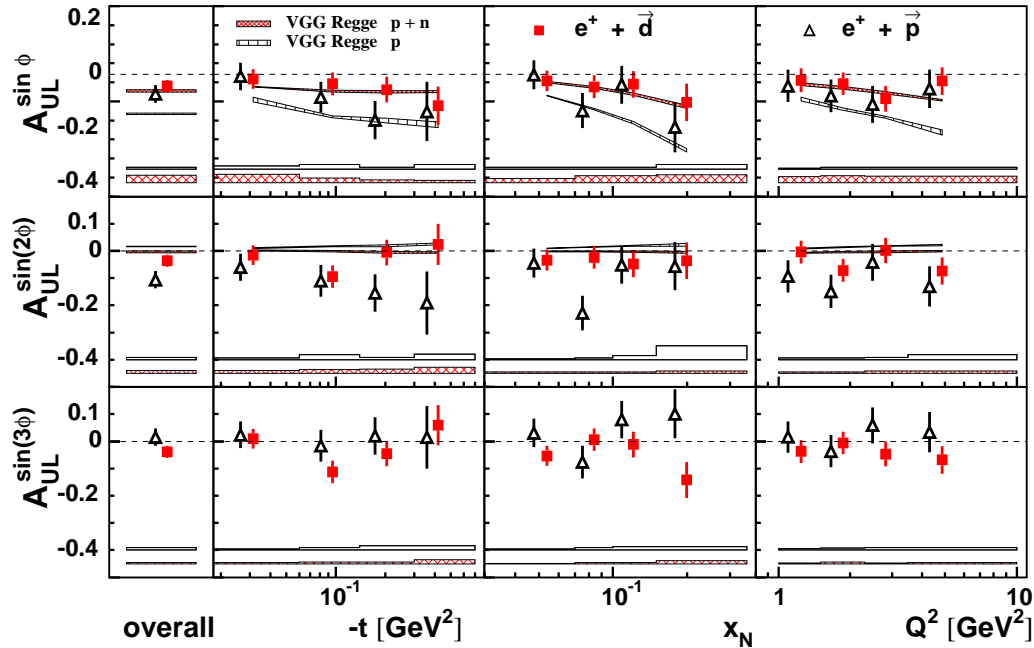 VGG Regge p + n
VGG Regge p
e⁺ + d⃗
e⁺ + p⃗
A_UL^sin ϕ
0.2
0
-0.2
-0.4
A_UL^sin(2ϕ)
0.1
0
-0.2
-0.4
A_UL^sin(3ϕ)
0.1
0
-0.2
-0.4
10⁻¹
10⁻¹
1
10
overall
-t [GeV²]
x_N
Q² [GeV²]